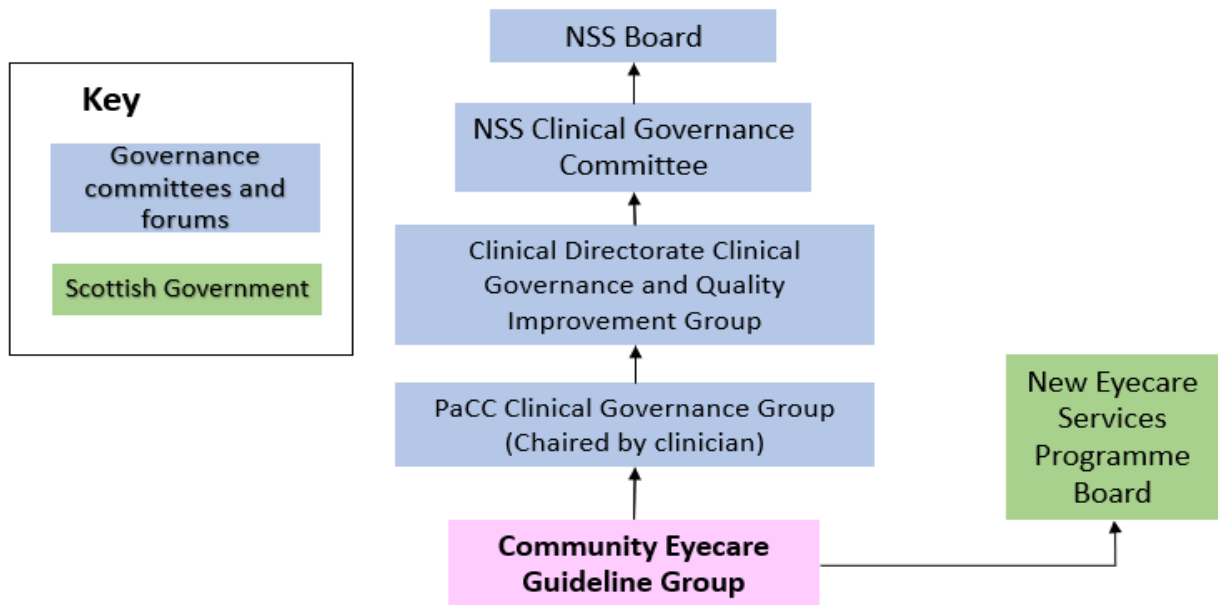 NSS Board
Key
Governance
committees and
forums
Scottish Government
NSS Clinical Governance
Committee
Clinical Directorate Clinical
Governance and Quality
Improvement Group
PaCC Clinical Governance Group
(Chaired by clinician)
New Eyecare
Services
Programme
Board
Community Eyecare
Guideline Group